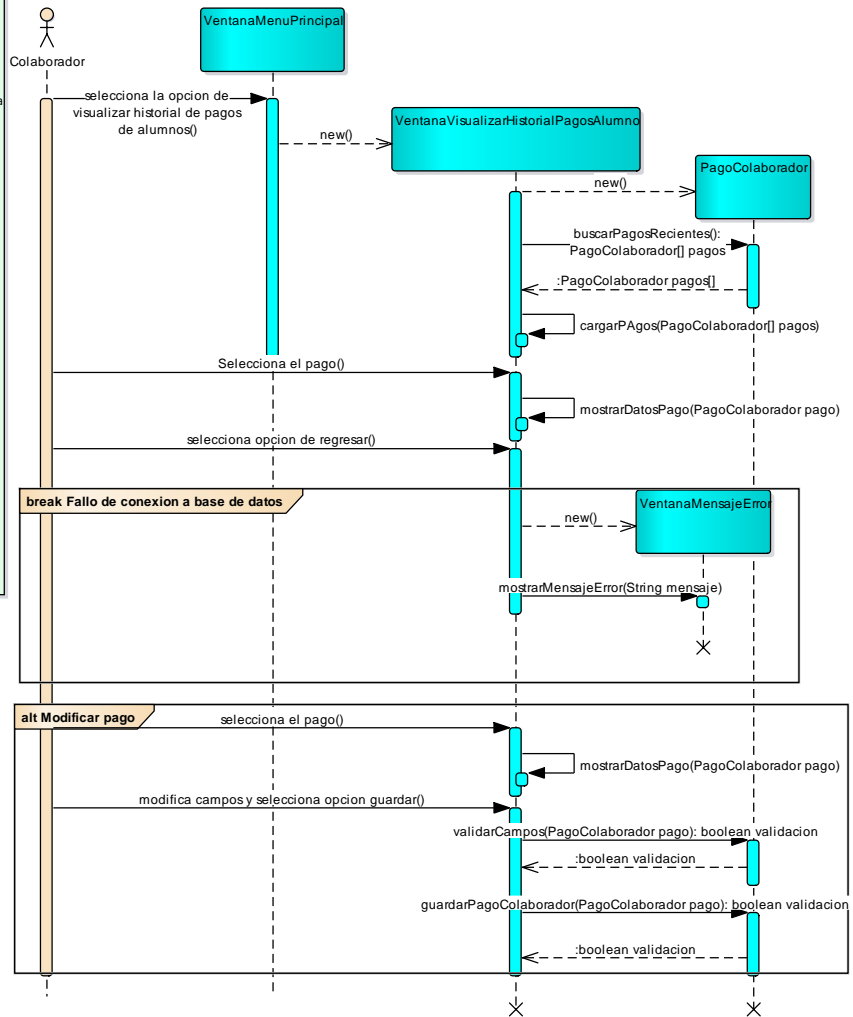 VentanaMenuPrincipal
Colaborador
a
selecciona la opcion de
visualizar historial de pagos
de alumnos()
VentanaVisualizarHistorialPagosAlumno
new()
PagoColaborador
new()
buscarPagosRecientes():
PagoColaborador[] pagos
:PagoColaborador pagos[]
cargarPAgos(PagoColaborador[] pagos)
Selecciona el pago()
mostrarDatosPago(PagoColaborador pago)
selecciona opcion de regresar()
break Fallo de conexion a base de datos
VentanaMensajeError
new()
mostrarMensajeError(String mensaje)
alt Modificar pago
selecciona el pago()
mostrarDatosPago(PagoColaborador pago)
modifica campos y selecciona opcion guardar()
validarCampos(PagoColaborador pago): boolean validacion
:boolean validacion
guardarPagoColaborador(PagoColaborador pago): boolean validacion
:boolean validacion